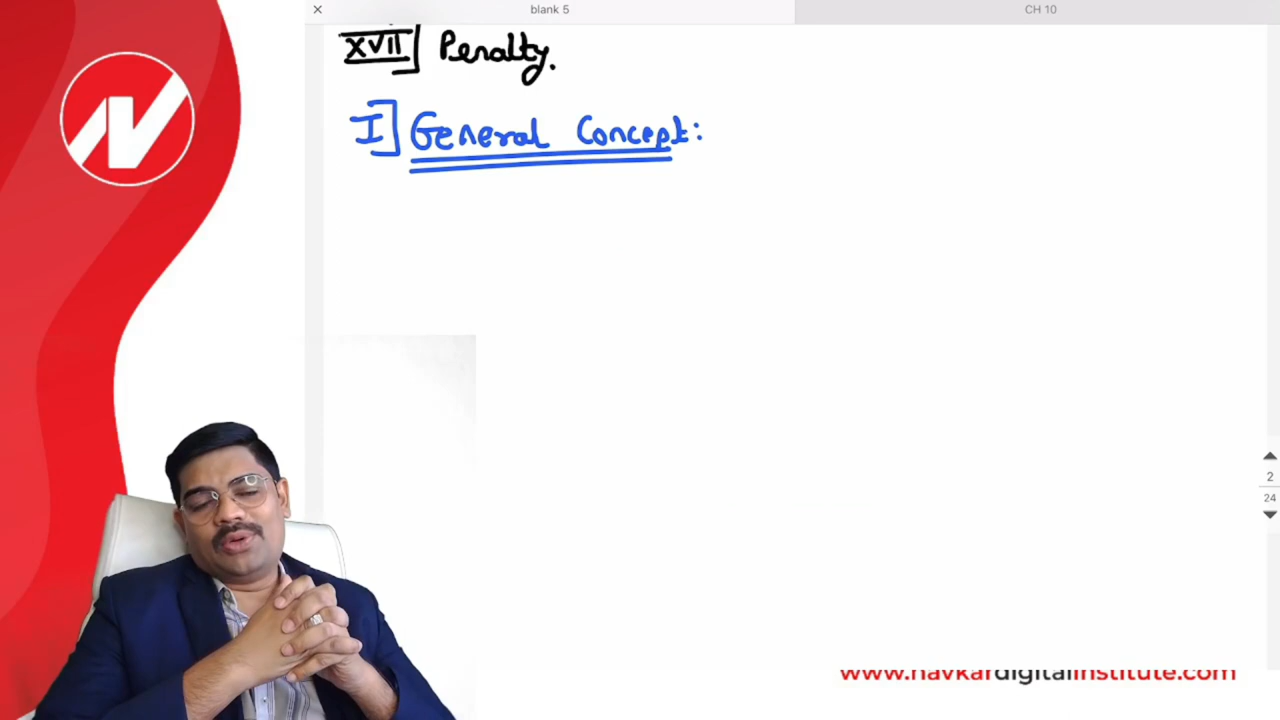 blank 5
CH 10
XVII] Penalty.
I] General Concept:
2
24
www.navkardigitalinstitute.com